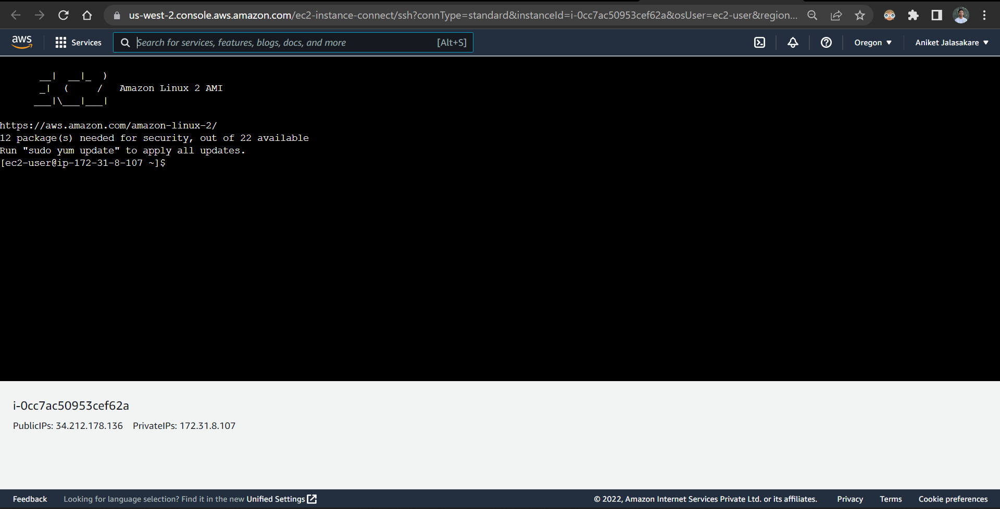 us-west-2.console.aws.amazon.com/ec2-instance-connect/ssh?connType=standard&instanceId=i-0cc7ac50953cef62a&osUser=ec2-user&region...
aws Services Search for services, features, blogs, docs, and more [Alt+S] Oregon Aniket Jalasakare
__|  __|_  )
_|  (     /   Amazon Linux 2 AMI
___|\___|___|
https://aws.amazon.com/amazon-linux-2/
12 package(s) needed for security, out of 22 available
Run "sudo yum update" to apply all updates.
[ec2-user@ip-172-31-8-107 ~]$
i-0cc7ac50953cef62a
PublicIPs: 34.212.178.136 PrivateIPs: 172.31.8.107
Feedback Looking for language selection? Find it in the new Unified Settings © 2022, Amazon Internet Services Private Ltd. or its affiliates. Privacy Terms Cookie preferences